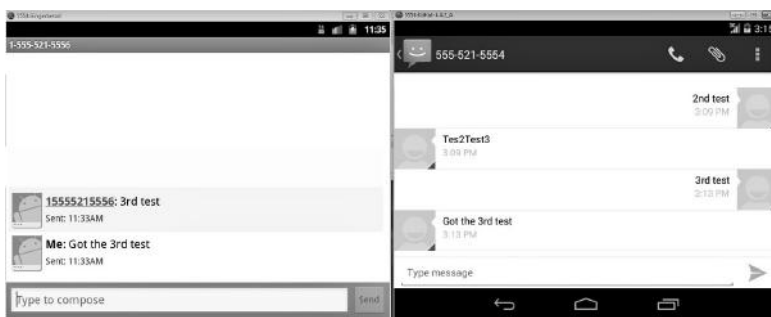 11:35
1-555-521-5556
15555215556: 3rd test
Sent: 11:33AM
Me: Got the 3rd test
Sent: 11:33AM
Type to compose
Send
3:15
555-521-5554
2nd test
3:09 PM
Tes2Test3
3:09 PM
3rd test
3:13 PM
Got the 3rd test
3:13 PM
Type message